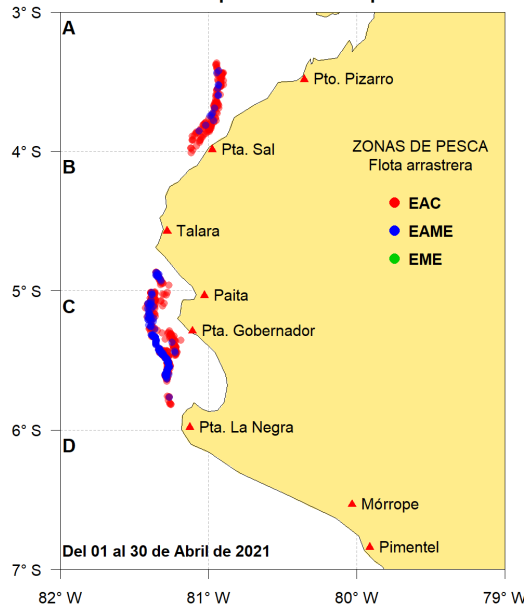 3° S
A
Pto. Pizarro
ZONAS DE PESCA
Flota arrastrera
4° S
Pta. Sal
B
EAC
Talara
EAME
EME
5° S
Paita
C
Pta. Gobernador
6° S
Pta. La Negra
D
Mórrope
Del 01 al 30 de Abril de 2021
Pimentel
7° S
82° W 81° W 80° W 79° W